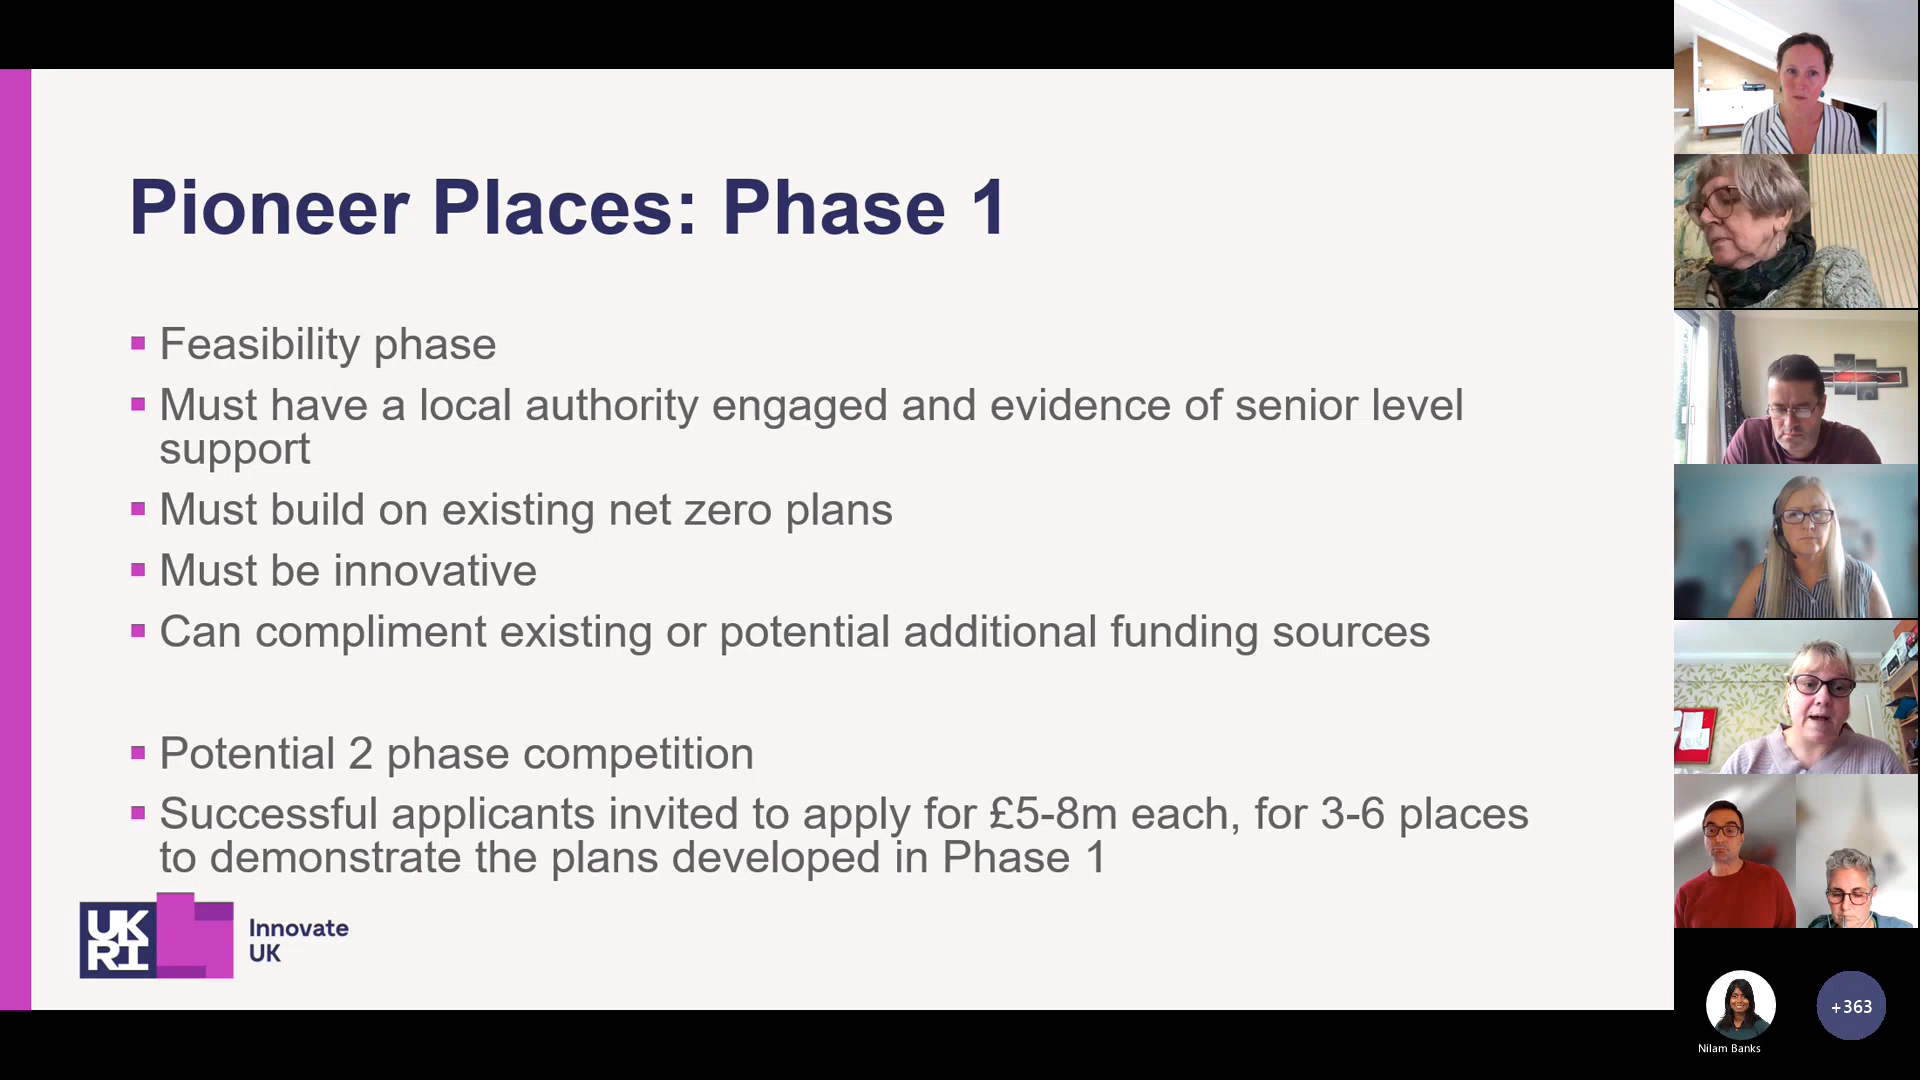 Pioneer Places: Phase 1
Feasibility phase
Must have a local authority engaged and evidence of senior level
support
Must build on existing net zero plans
Must be innovative
Can compliment existing or potential additional funding sources
Potential 2 phase competition
Successful applicants invited to apply for £5-8m each, for 3-6 places
to demonstrate the plans developed in Phase 1
UK
RI
Innovate
UK
+363
Nilam Banks